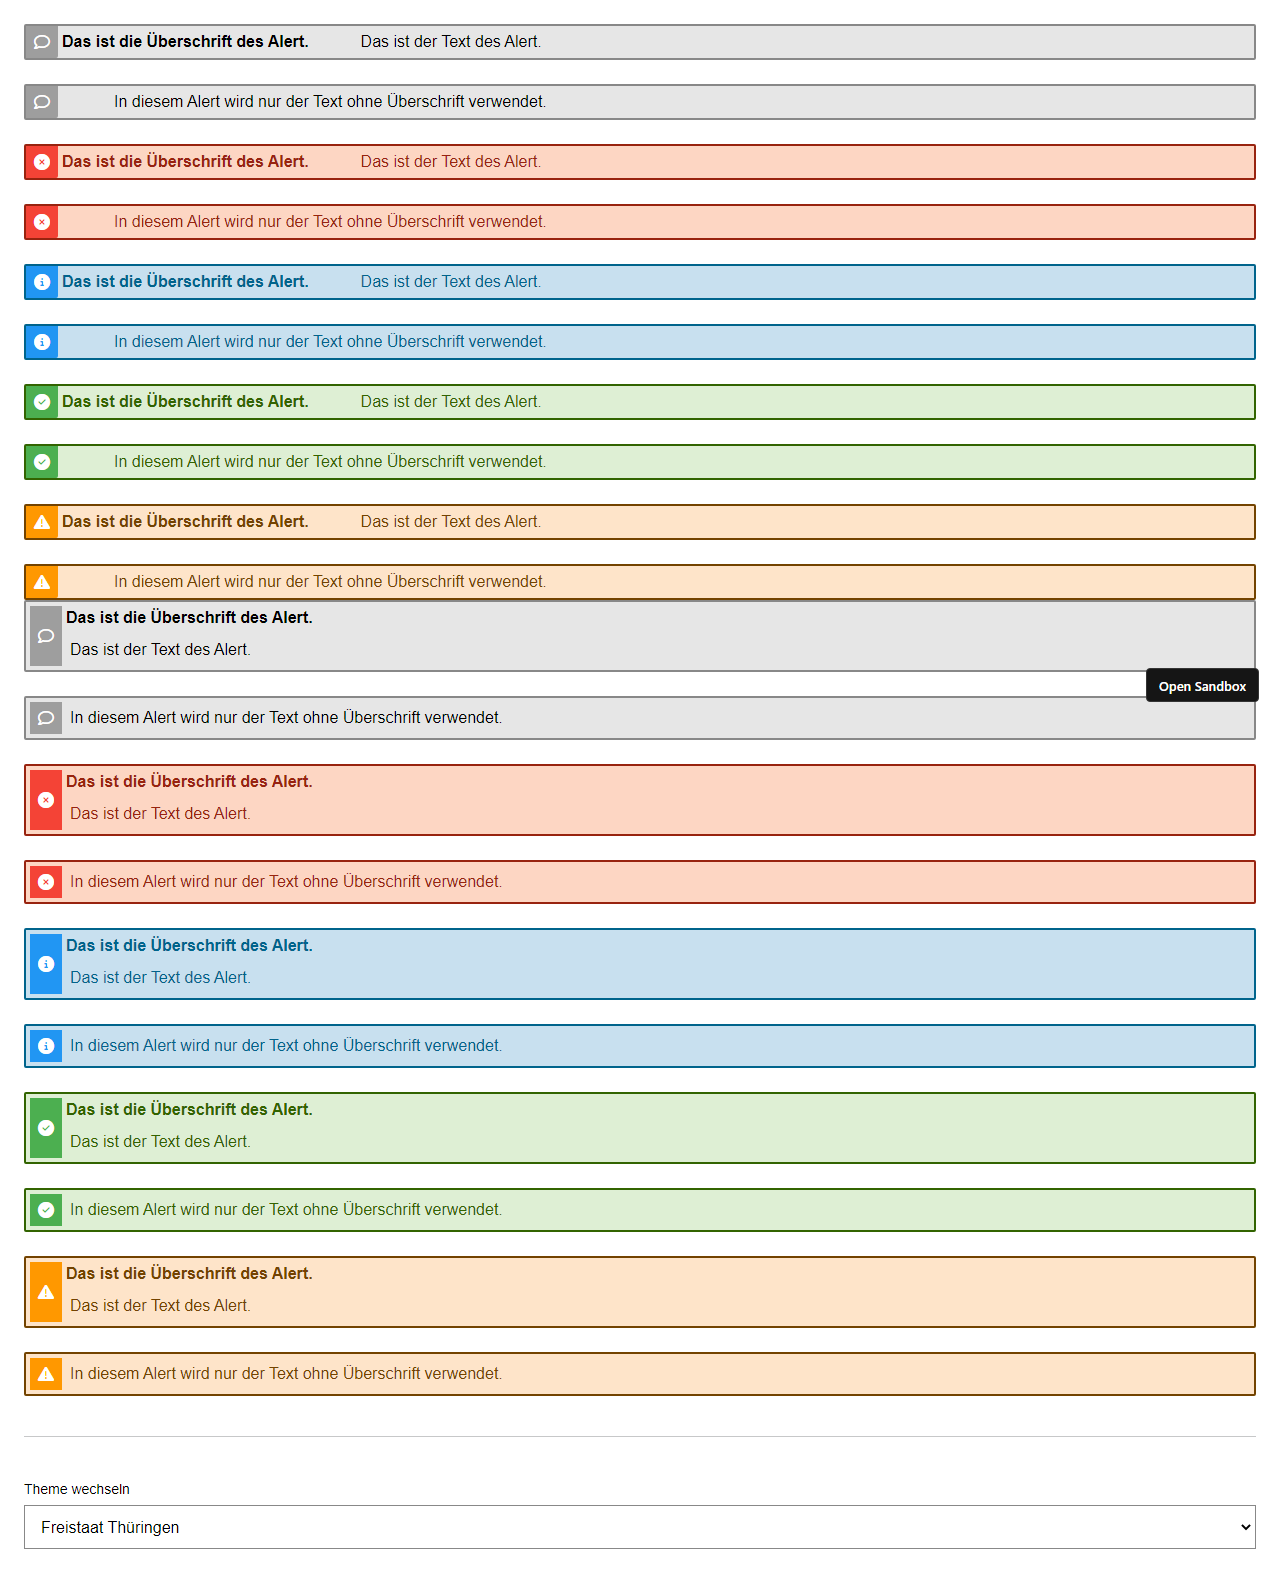 Das ist die Überschrift des Alert. Das ist der Text des Alert.
In diesem Alert wird nur der Text ohne Überschrift verwendet.
Das ist die Überschrift des Alert. Das ist der Text des Alert.
In diesem Alert wird nur der Text ohne Überschrift verwendet.
Das ist die Überschrift des Alert. Das ist der Text des Alert.
In diesem Alert wird nur der Text ohne Überschrift verwendet.
Das ist die Überschrift des Alert. Das ist der Text des Alert.
In diesem Alert wird nur der Text ohne Überschrift verwendet.
Das ist die Überschrift des Alert. Das ist der Text des Alert.
In diesem Alert wird nur der Text ohne Überschrift verwendet.
Das ist die Überschrift des Alert.
Das ist der Text des Alert.
Open Sandbox
In diesem Alert wird nur der Text ohne Überschrift verwendet.
Das ist die Überschrift des Alert.
Das ist der Text des Alert.
In diesem Alert wird nur der Text ohne Überschrift verwendet.
Das ist die Überschrift des Alert.
Das ist der Text des Alert.
In diesem Alert wird nur der Text ohne Überschrift verwendet.
Das ist die Überschrift des Alert.
Das ist der Text des Alert.
In diesem Alert wird nur der Text ohne Überschrift verwendet.
Das ist die Überschrift des Alert.
Das ist der Text des Alert.
In diesem Alert wird nur der Text ohne Überschrift verwendet.
Theme wechseln
Freistaat Thüringen